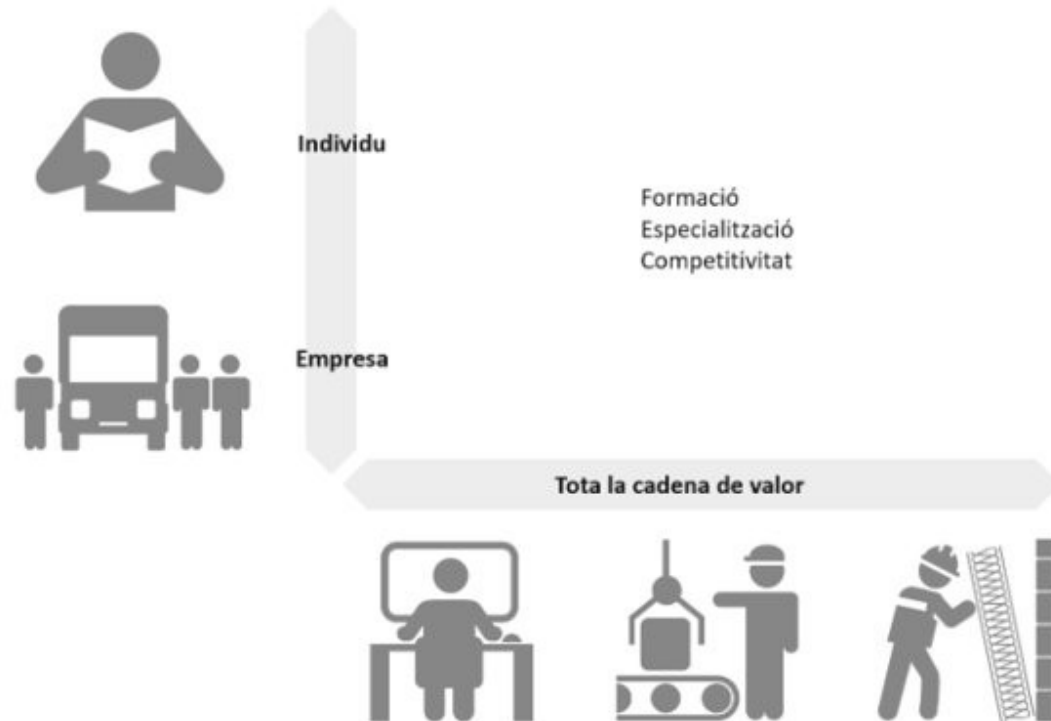 Individu
Formació
Especialització
Competitivitat
Empresa
Tota la cadena de valor